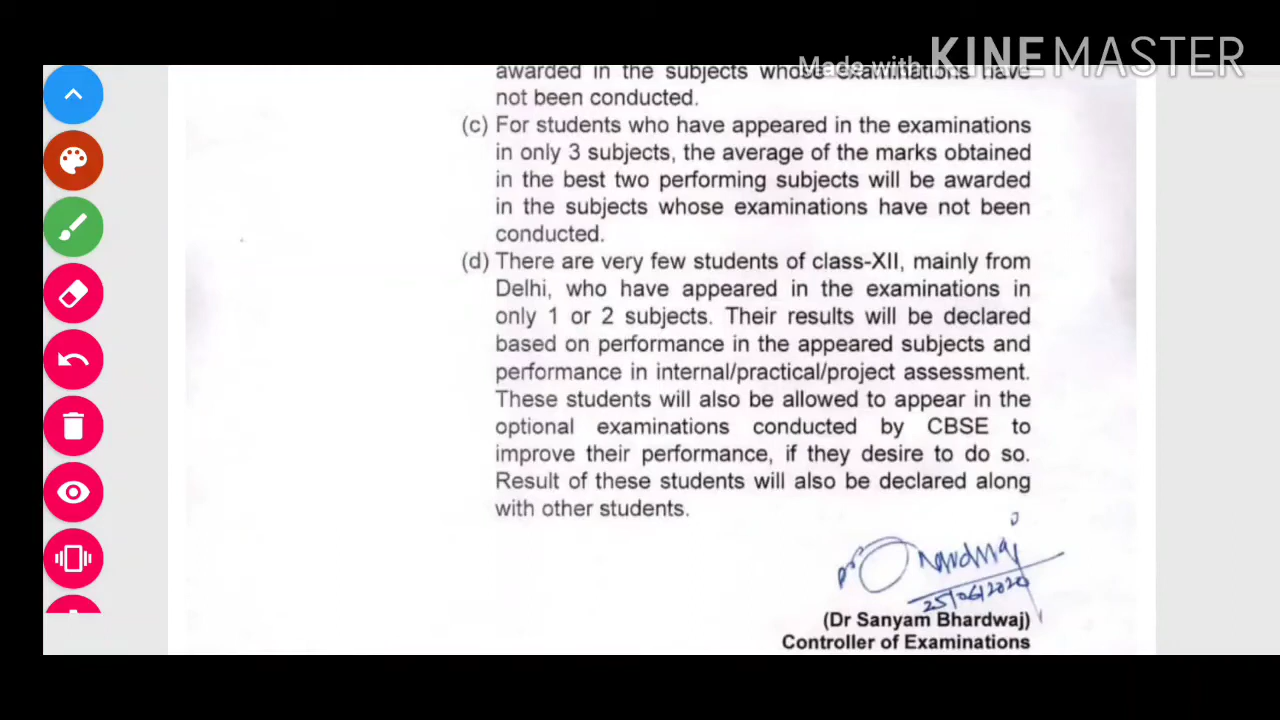 Made with KINEMASTER
awarded in the subjects whose examinations have
not been conducted.
(c) For students who have appeared in the examinations
in only 3 subjects, the average of the marks obtained
in the best two performing subjects will be awarded
in the subjects whose examinations have not been
conducted.
(d) There are very few students of class-XII, mainly from
Delhi, who have appeared in the examinations in
only 1 or 2 subjects. Their results will be declared
based on performance in the appeared subjects and
performance in internal/practical/project assessment.
These students will also be allowed to appear in the
optional examinations conducted by CBSE to
improve their performance, if they desire to do so.
Result of these students will also be declared along
with other students.
25/06/2020
(Dr Sanyam Bhardwaj)
Controller of Examinations